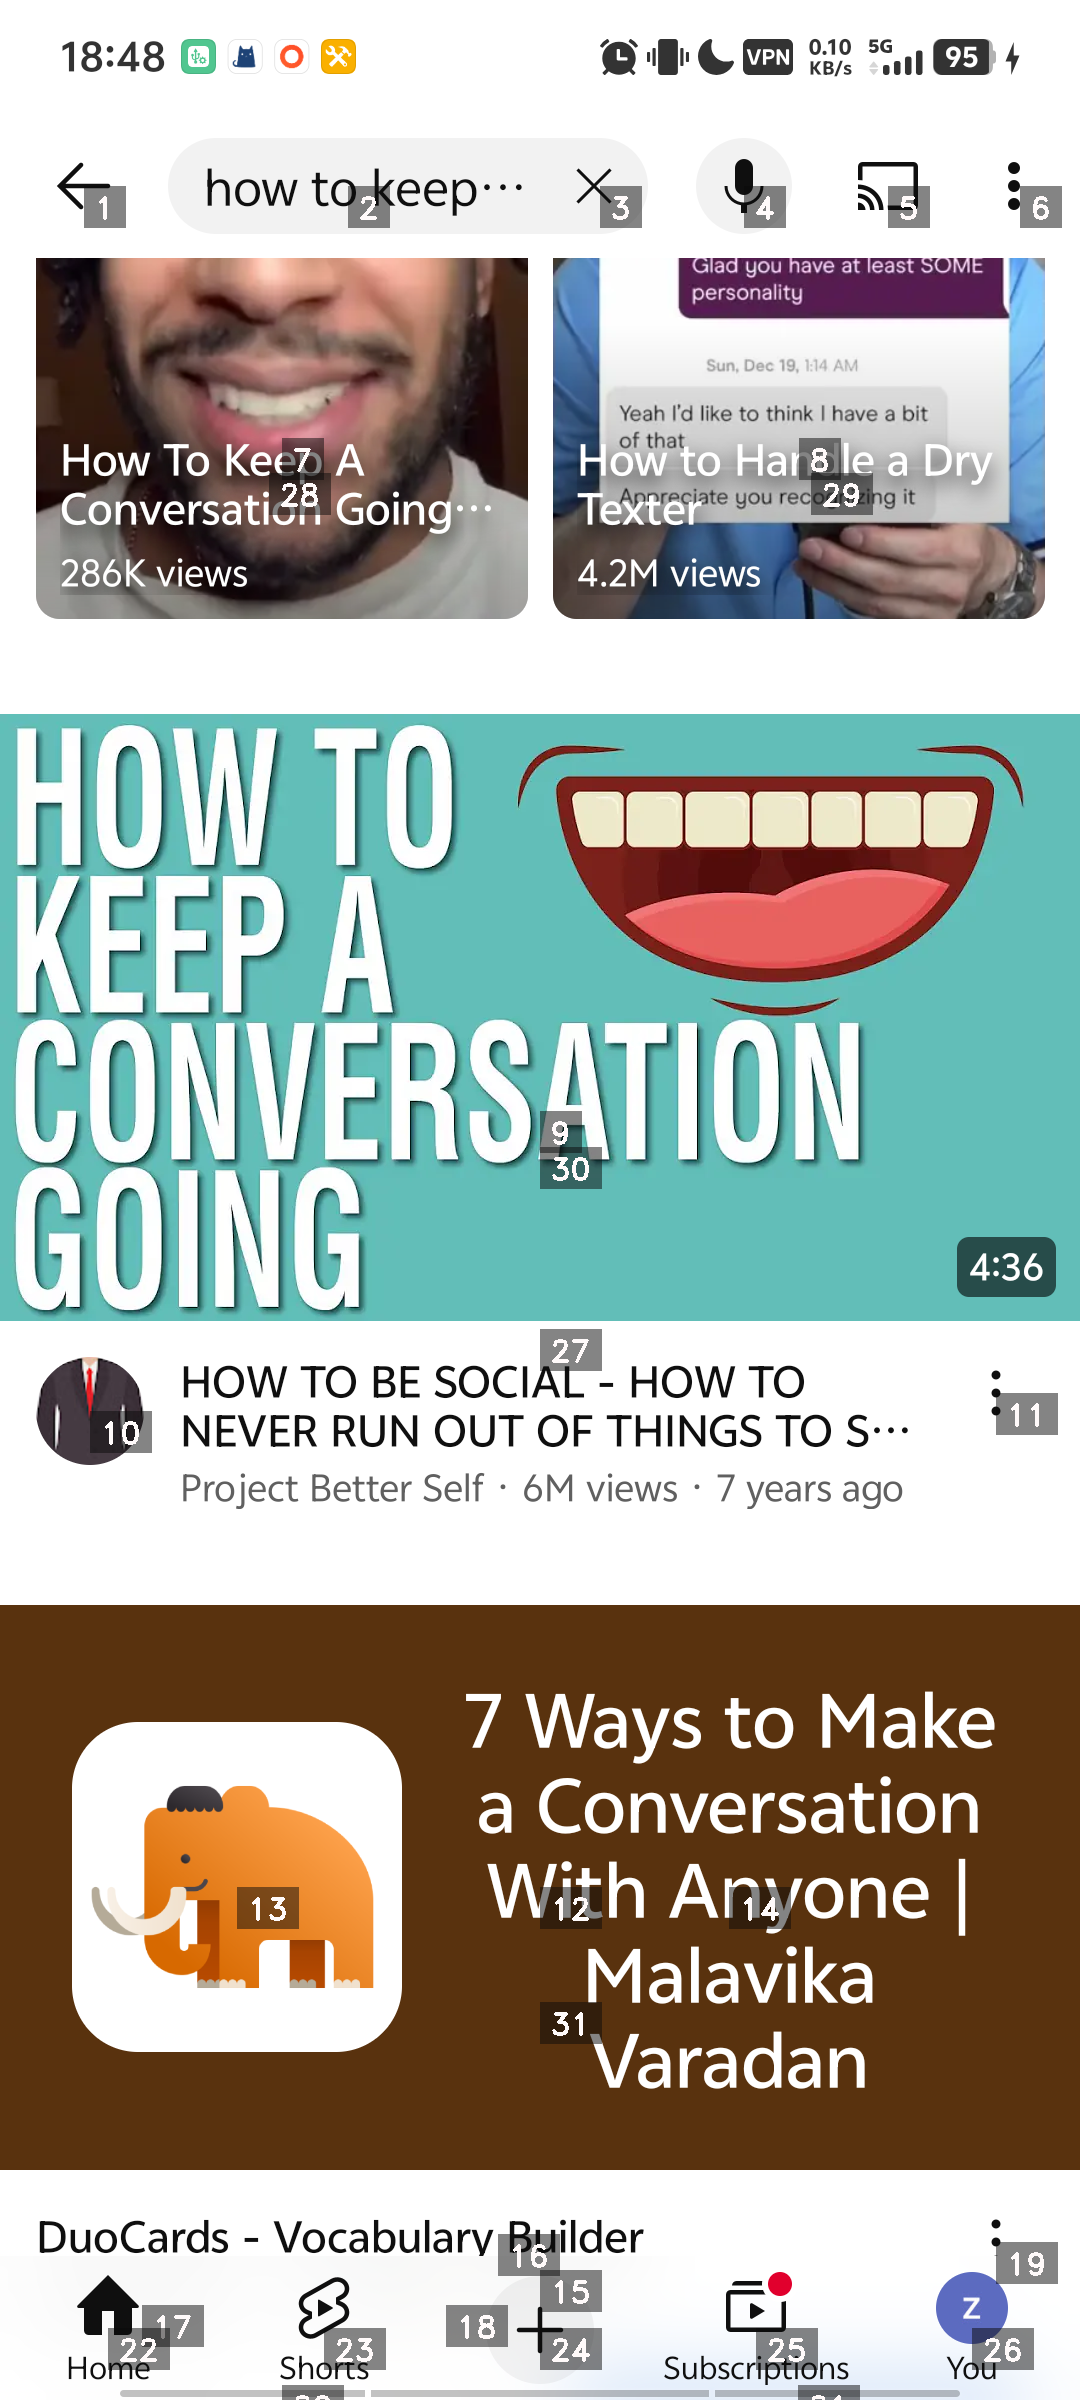 18:48
VPN
0.10
KB/s
5G
95
how to keep…
1
2
3
4
5
6
Glad you have at least SOME
personality
Sun, Dec 19, 1:14 AM
Yeah I'd like to think I have a bit
of that
Appreciate you recognizing it
How To Keep A
Conversation Going…
286K views
7
28
How to Handle a Dry
Texter
4.2M views
8
29
HOW TO
KEEP A
CONVERSATION
GOING
9
30
4:36
27
HOW TO BE SOCIAL - HOW TO
NEVER RUN OUT OF THINGS TO S…
Project Better Self · 6M views · 7 years ago
10
11
7 Ways to Make
a Conversation
With Anyone |
Malavika
Varadan
13
12
14
31
DuoCards - Vocabulary Builder
16
19
15
17
18
Z
22
23
24
25
26
Home
Shorts
Subscriptions
You